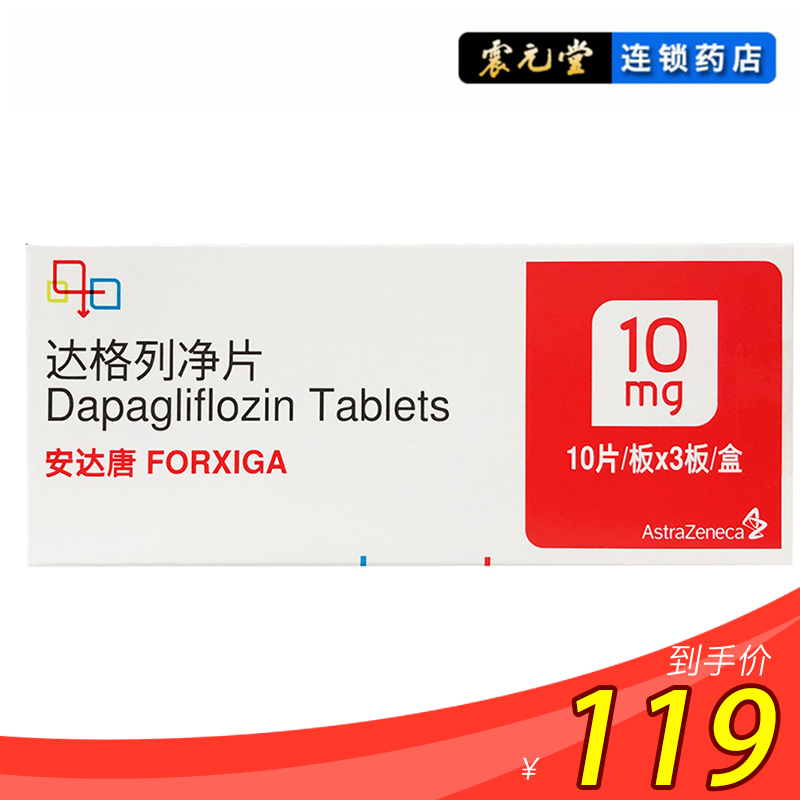 震元堂 连锁药店
达格列净片
Dapagliflozin Tablets
安达唐 FORXIGA
10
mg
10片/板x3板/盒
AstraZeneca
到手价
¥ 119